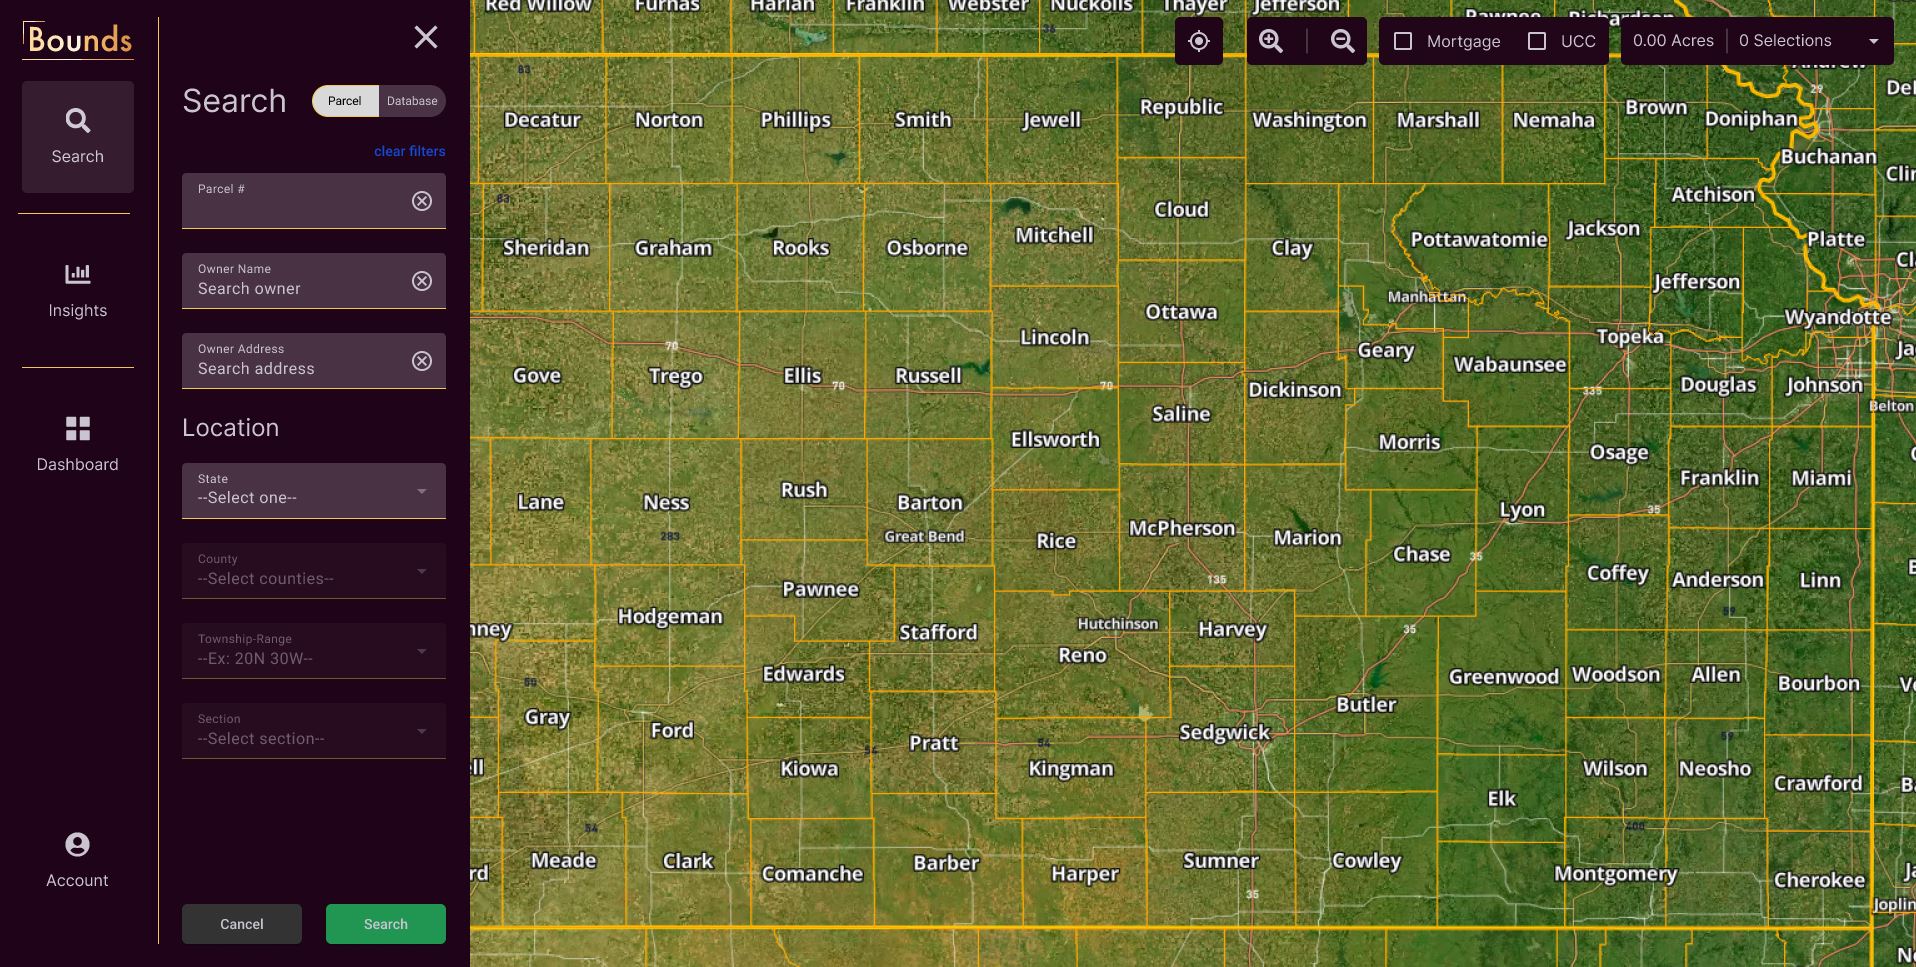 Bounds
Search
Insights
Dashboard
Account
Search
Parcel
Database
clear filters
Parcel #
Owner Name
Search owner
Owner Address
Search address
Location
State
--Select one--
County
--Select counties--
Township-Range
--Ex: 20N 30W--
Section
--Select section--
Cancel
Search
Mortgage
UCC
0.00 Acres
0 Selections
Red Willow
Furnas
Harlan
Franklin
Webster
Nuckolls
Thayer
Jefferson
Pawnee
Richardson
36
Andrew
83
29
Decatur
Norton
Phillips
Smith
Jewell
Republic
Washington
Marshall
Nemaha
Brown
Doniphan
Buchanan
Atchison
83
Sheridan
Graham
Rooks
Osborne
Mitchell
Cloud
Clay
Pottawatomie
Jackson
Platte
Jefferson
Manhattan
Ottawa
Wyandotte
Lincoln
Topeka
70
Geary
Wabaunsee
Gove
Trego
Ellis
70
Russell
70
Dickinson
335
Douglas
Johnson
Belton
Saline
Ellsworth
Morris
Osage
Franklin
Miami
Lane
Ness
Rush
Barton
Lyon
35
283
Great Bend
Rice
McPherson
Marion
Chase
35
Coffey
Anderson
Linn
135
Pawnee
59
Hodgeman
nney
Stafford
Hutchinson
Harvey
35
Reno
Edwards
Greenwood
Woodson
Allen
Bourbon
Gray
Ford
Butler
Pratt
54
54
Sedgwick
59
ll
Kiowa
Kingman
Wilson
Neosho
Crawford
Elk
54
400
rd
Meade
Clark
Comanche
Barber
Harper
Sumner
Cowley
Montgomery
Cherokee
35
Joplin